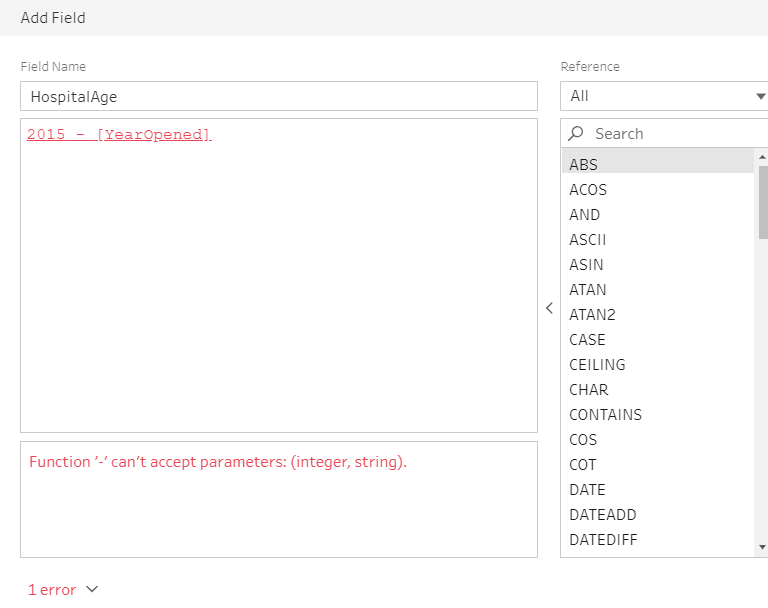 Add Field
Field Name
HospitalAge
2015 - [YearOpened]
Function '-' can't accept parameters: (integer, string).
1 error
Reference
All
Search
ABS
ACOS
AND
ASCII
ASIN
ATAN
ATAN2
CASE
CEILING
CHAR
CONTAINS
COS
COT
DATE
DATEADD
DATEDIFF